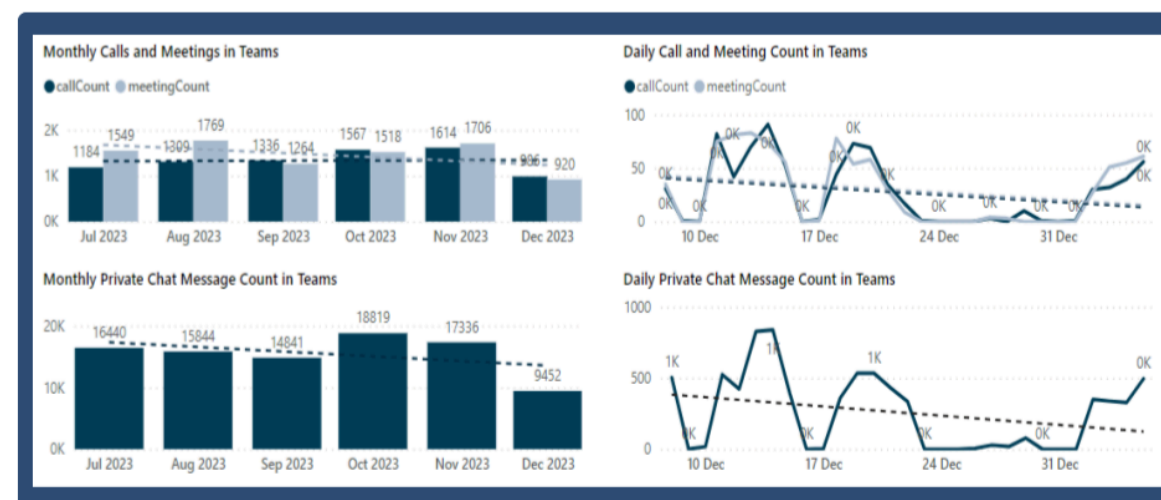 Monthly Calls and Meetings in Teams
callCount meetingCount
2K
1K
0K
1184 1549 1309 1769 1336 1264 1567 1518 1614 1706 920
Jul 2023 Aug 2023 Sep 2023 Oct 2023 Nov 2023 Dec 2023
Daily Call and Meeting Count in Teams
callCount meetingCount
100
50
0
0K 0K 0K 0K 0K 0K 0K 0K 0K 0K 0K 0K 0K 0K 0K 0K
10 Dec 17 Dec 24 Dec 31 Dec
Monthly Private Chat Message Count in Teams
20K
10K
0K
16440 15844 14841 18819 17336 9452
Jul 2023 Aug 2023 Sep 2023 Oct 2023 Nov 2023 Dec 2023
Daily Private Chat Message Count in Teams
1000
500
0
1K 0K 1K 0K 1K 0K 0K 0K
10 Dec 17 Dec 24 Dec 31 Dec